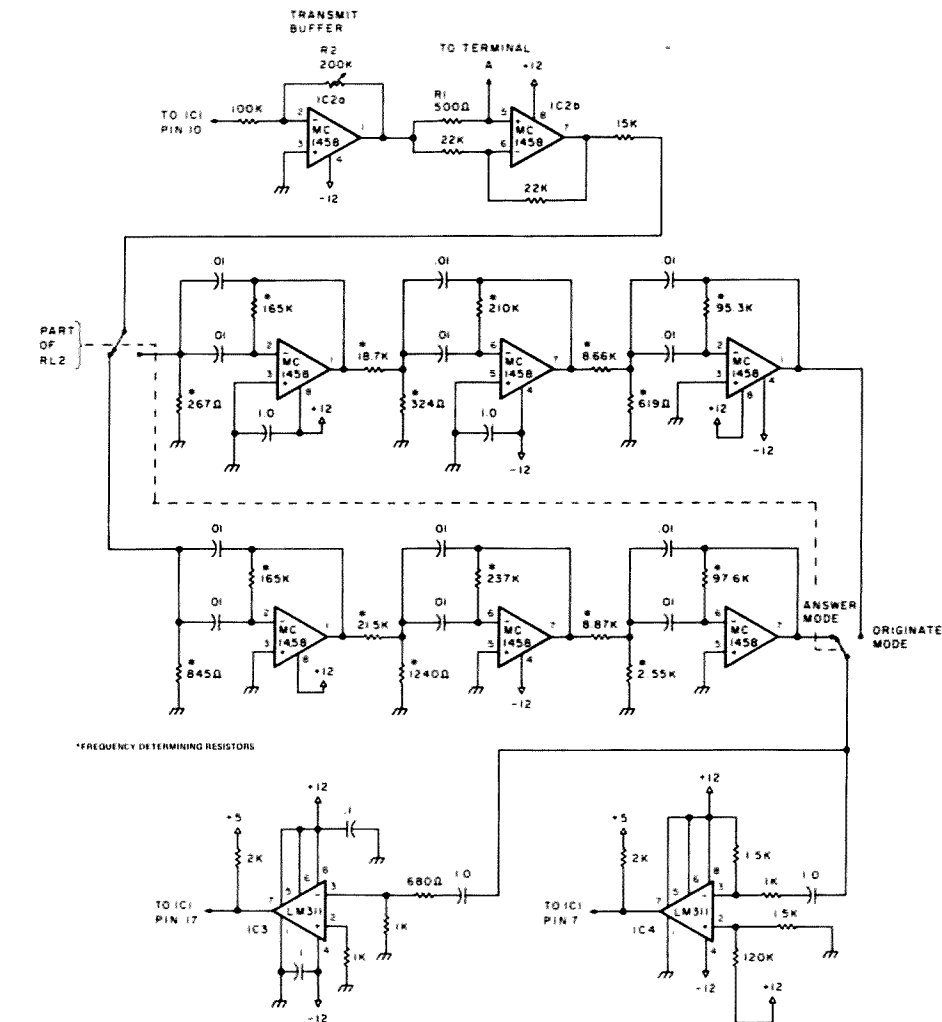 TRANSMIT
BUFFER
R2
200K
TO TERMINAL
A
+12
IC2a
R1
500Ω
IC2b
TO IC1
PIN 10
100K
2
3
MC
1458
1
4
-12
22K
5
6
MC
1458
8
7
15K
22K
.01
.01
.01
*
165K
*
210K
*
95.3K
PART
OF
RL2
.01
2
3
MC
1458
1
8
*
18.7K
.01
6
5
MC
1458
7
4
*
8.66K
.01
2
3
MC
1458
1
8
4
*
267Ω
1.0
+12
*
324Ω
1.0
-12
*
619Ω
+12
-12
.01
.01
.01
*
165K
*
237K
*
97.6K
.01
2
3
MC
1458
1
8
*
21.5K
.01
6
5
MC
1458
7
4
*
8.87K
.01
6
5
MC
1458
7
ANSWER
MODE
ORIGINATE
MODE
*
845Ω
+12
*
1240Ω
-12
*
2.55K
*FREQUENCY DETERMINING RESISTORS
+12
+5
.1
2K
5
6
8
7
3
2
LM311
1
4
TO IC1
PIN 17
IC3
680Ω
1.0
1K
1K
.1
-12
+12
+5
2K
1.5K
5
6
8
7
3
2
LM311
1
4
TO IC1
PIN 7
IC4
1K
1.0
1.5K
120K
-12
+12